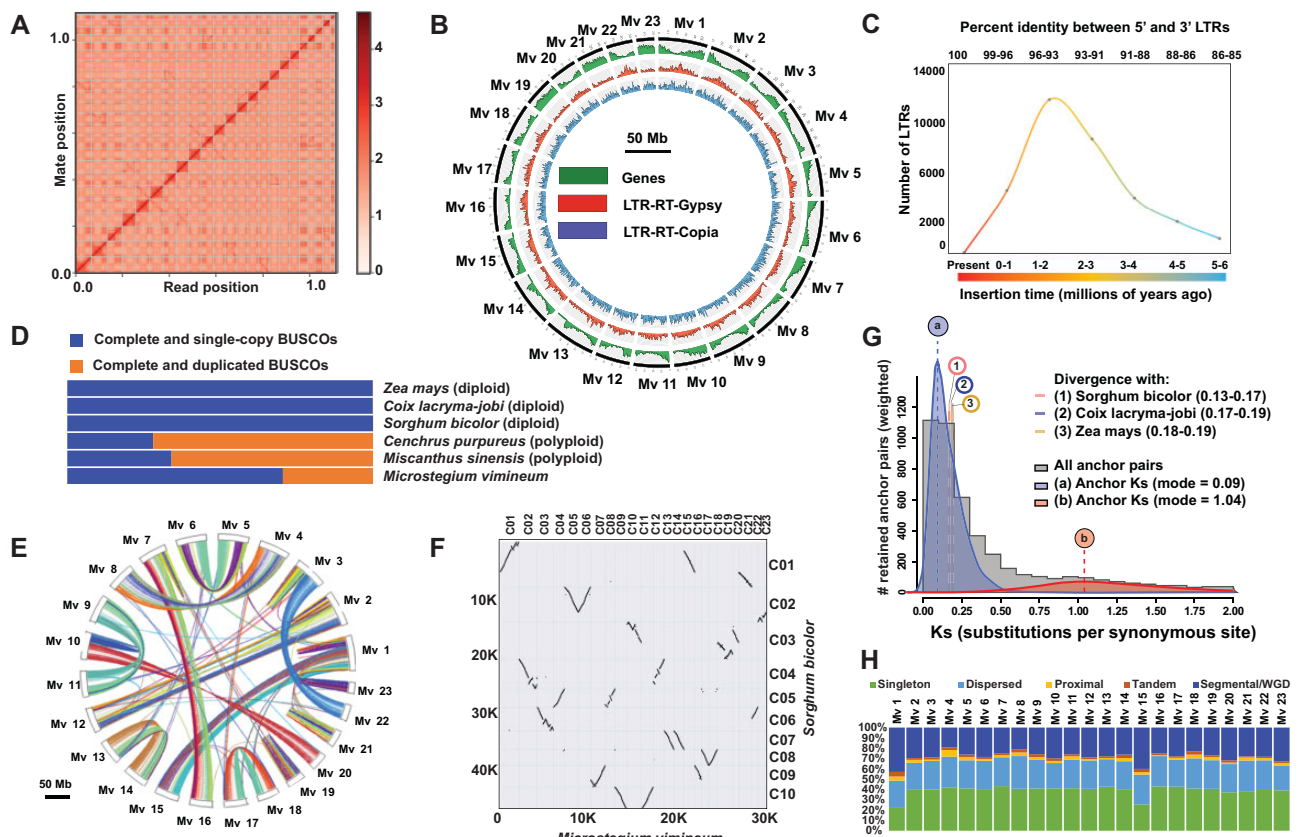 A
1.0
Mate position
0.0
0.0
Read position
1.0
4
3
2
1
0
B
Mv 1
Mv 2
Mv 3
Mv 4
Mv 5
Mv 6
Mv 7
Mv 8
Mv 9
Mv 10
Mv 11
Mv 12
Mv 13
Mv 14
Mv 15
Mv 16
Mv 17
Mv 18
Mv 19
Mv 20
Mv 21
Mv 22
Mv 23
50 Mb
Genes
LTR-RT-Gypsy
LTR-RT-Copia
C
Percent identity between 5' and 3' LTRs
100 99-96 96-93 93-91 91-88 88-86 86-85
Number of LTRs
14000
10000
6000
2000
0
Present 0-1 1-2 2-3 3-4 4-5 5-6
Insertion time (millions of years ago)
D
Complete and single-copy BUSCOs
Complete and duplicated BUSCOs
Zea mays (diploid)
Coix lacryma-jobi (diploid)
Sorghum bicolor (diploid)
Cenchrus purpureus (polyploid)
Miscanthus sinensis (polyploid)
Microstegium vimineum
E
Mv 1
Mv 2
Mv 3
Mv 4
Mv 5
Mv 6
Mv 7
Mv 8
Mv 9
Mv 10
Mv 11
Mv 12
Mv 13
Mv 14
Mv 15
Mv 16
Mv 17
Mv 18
Mv 19
Mv 20
Mv 21
Mv 22
Mv 23
50 Mb
F
C01 C02 C03 C04 C05 C06 C07 C08 C09 C10 C11 C12 C13 C14 C15 C16 C17 C18 C19 C20 C21 C22 C23
10K
20K
30K
40K
C01
C02
C03
C04
C05
C06
C07
C08
C09
C10
Sorghum bicolor
0 10K 20K 30K
Microstegium vimineum
G
a
1
2
3
b
# retained anchor pairs (weighted)
1200
1000
800
600
400
200
0
0.00 0.25 0.50 0.75 1.00 1.25 1.50 1.75 2.00
Ks (substitutions per synonymous site)
Divergence with:
(1) Sorghum bicolor (0.13-0.17)
(2) Coix lacryma-jobi (0.17-0.19)
(3) Zea mays (0.18-0.19)
All anchor pairs
(a) Anchor Ks (mode = 0.09)
(b) Anchor Ks (mode = 1.04)
H
Singleton Dispersed Proximal Tandem Segmental/WGD
Mv 1 Mv 2 Mv 3 Mv 4 Mv 5 Mv 6 Mv 7 Mv 8 Mv 9 Mv 10 Mv 11 Mv 12 Mv 13 Mv 14 Mv 15 Mv 16 Mv 17 Mv 18 Mv 19 Mv 20 Mv 21 Mv 22 Mv 23
100%
90%
80%
70%
60%
50%
40%
30%
20%
10%
0%